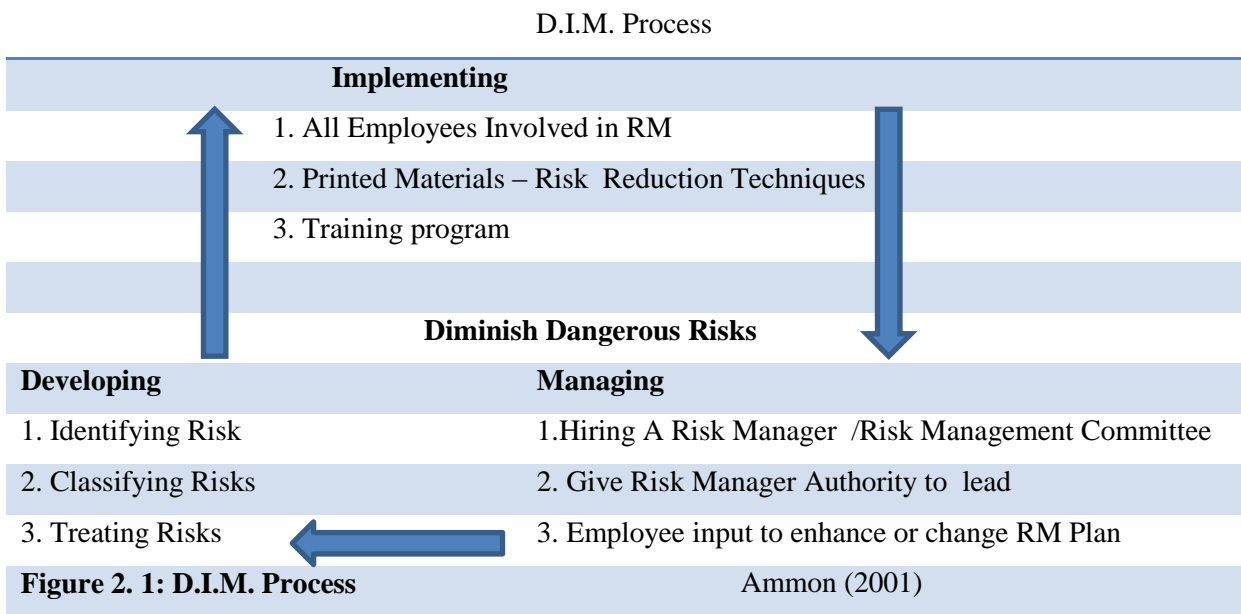 D.I.M. Process
Implementing
1. All Employees Involved in RM
2. Printed Materials – Risk Reduction Techniques
3. Training program
Diminish Dangerous Risks
Developing Managing
1. Identifying Risk 1.Hiring A Risk Manager /Risk Management Committee
2. Classifying Risks 2. Give Risk Manager Authority to lead
3. Treating Risks 3. Employee input to enhance or change RM Plan
Figure 2. 1: D.I.M. Process Ammon (2001)